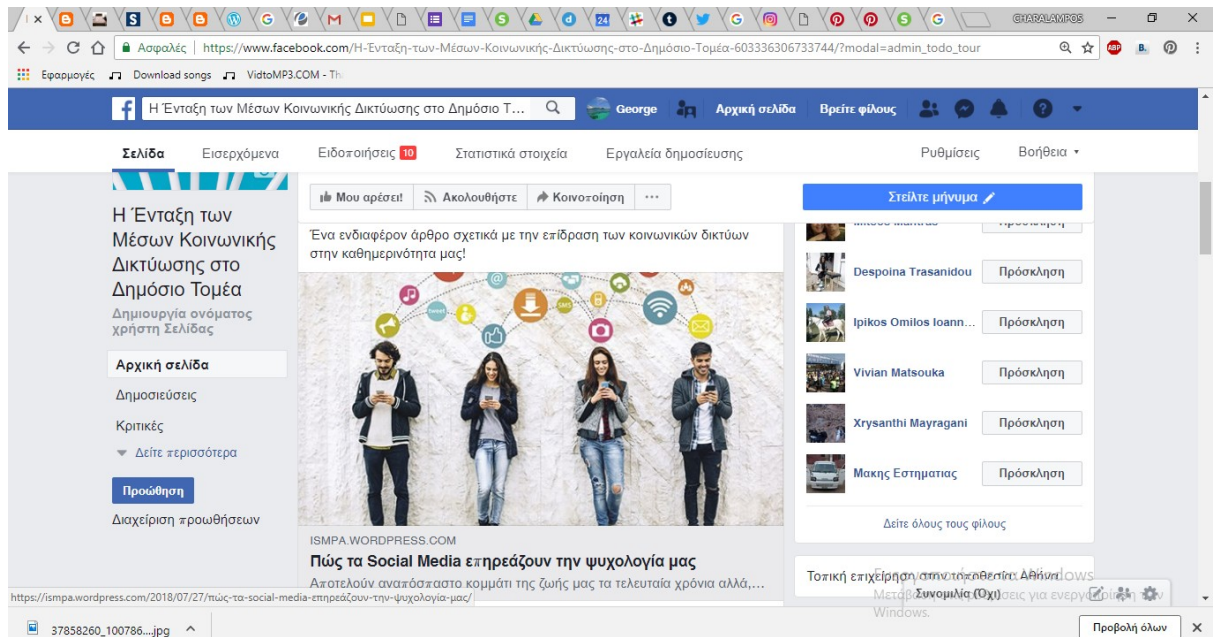 CHARALAMPOS
Ασφαλές | https://www.facebook.com/Η-Ένταξη-των-Μέσων-Κοινωνικής-Δικτύωσης-στο-Δημόσιο-Τομέα-603336306733744/?modal=admin_todo_tour
Εφαρμογές Download songs VidtoMP3.COM - Th
Η Ένταξη των Μέσων Κοινωνικής Δικτύωσης στο Δημόσιο Τ... George Αρχική σελίδα Βρείτε φίλους
Σελίδα Εισερχόμενα Ειδοποιήσεις 10 Στατιστικά στοιχεία Εργαλεία δημοσίευσης Ρυθμίσεις Βοήθεια
Μου αρέσει! Ακολουθήστε Κοινοποίηση ... Στείλτε μήνυμα
Η Ένταξη των
Μέσων Κοινωνικής
Δικτύωσης στο
Δημόσιο Τομέα
Δημιουργία ονόματος
χρήστη Σελίδας
Αρχική σελίδα
Δημοσιεύσεις
Κριτικές
Δείτε περισσότερα
Προώθηση
Διαχείριση προωθήσεων
Ένα ενδιαφέρον άρθρο σχετικά με την επίδραση των κοινωνικών δικτύων
στην καθημερινότητα μας!
tweet
SMS
ISMPA.WORDPRESS.COM
Πώς τα Social Media επηρεάζουν την ψυχολογία μας
Αποτελούν αναπόσπαστο κομμάτι της ζωής μας τα τελευταία χρόνια αλλά,...
Despoina Trasanidou Πρόσκληση
Ipikos Omilos Ioann... Πρόσκληση
Vivian Matsouka Πρόσκληση
Xrysanthi Mayragani Πρόσκληση
Μακης Εστηματιας Πρόσκληση
Δείτε όλους τους φίλους
Τοπική επιχείρηση στην τοποθεσία Αθήνα
Συνομιλία (Όχι)
Windows.
https://ismpa.wordpress.com/2018/07/27/πώς-τα-social-media-επηρεάζουν-την-ψυχολογία-μας/
37858260_100786....jpg Προβολή όλων